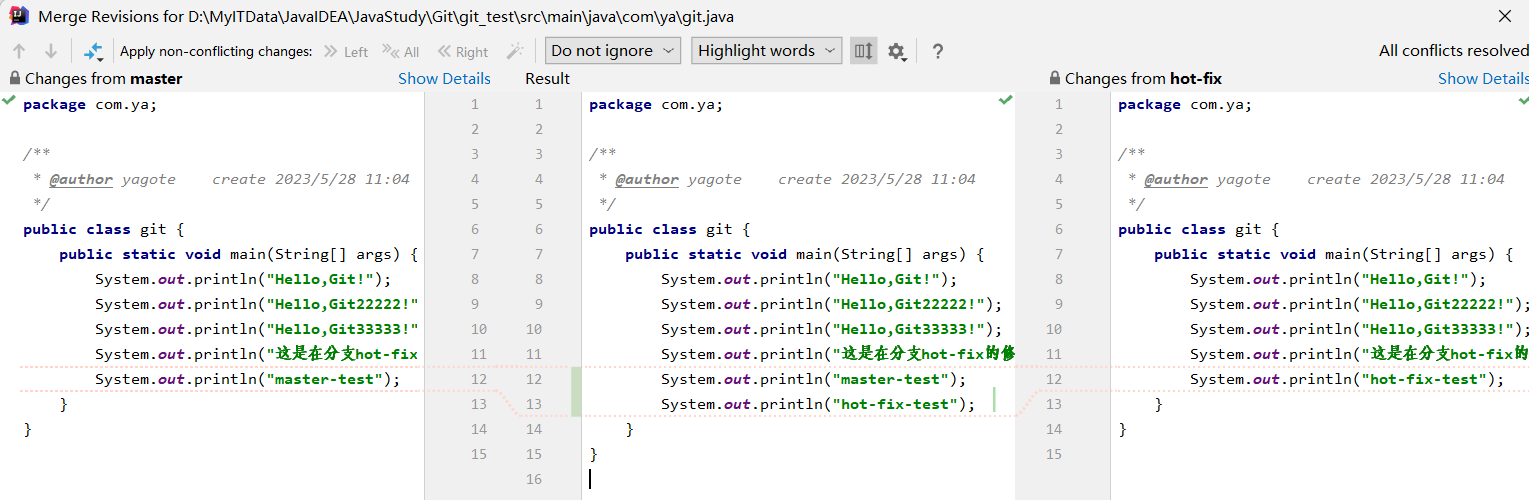 Merge Revisions for D:\MyITData\JavaIDEA\JavaStudy\Git\git_test\src\main\java\com\ya\git.java
Apply non-conflicting changes: Left All Right Do not ignore Highlight words ? All conflicts resolved
Changes from master Show Details
package com.ya;
/**
* @author yagote create 2023/5/28 11:04
*/
public class git {
public static void main(String[] args) {
System.out.println("Hello,Git!");
System.out.println("Hello,Git22222!"
System.out.println("Hello,Git33333!"
System.out.println("这是在分支hot-fix
System.out.println("master-test");
}
}
1
2
3
4
5
6
7
8
9
10
11
12
13
14
15
Result
1
2
3
4
5
6
7
8
9
10
11
12
13
14
15
16
package com.ya;
/**
* @author yagote create 2023/5/28 11:04
*/
public class git {
public static void main(String[] args) {
System.out.println("Hello,Git!");
System.out.println("Hello,Git22222!");
System.out.println("Hello,Git33333!");
System.out.println("这是在分支hot-fix的修
System.out.println("master-test");
System.out.println("hot-fix-test");
}
}
Changes from hot-fix Show Details
1
2
3
4
5
6
7
8
9
10
11
12
13
14
15
package com.ya;
/**
* @author yagote create 2023/5/28 11:04
*/
public class git {
public static void main(String[] args) {
System.out.println("Hello,Git!");
System.out.println("Hello,Git22222!");
System.out.println("Hello,Git33333!");
System.out.println("这是在分支hot-fix的
System.out.println("hot-fix-test");
}
}